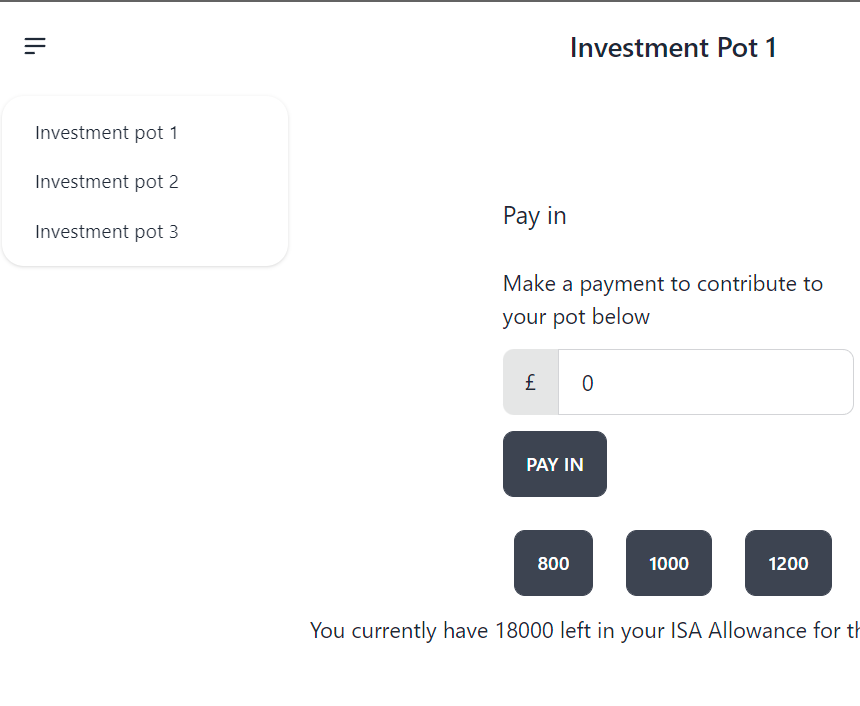 Investment Pot 1
Investment pot 1
Investment pot 2
Investment pot 3
Pay in
Make a payment to contribute to
your pot below
£ 0
PAY IN
800 1000 1200
You currently have 18000 left in your ISA Allowance for